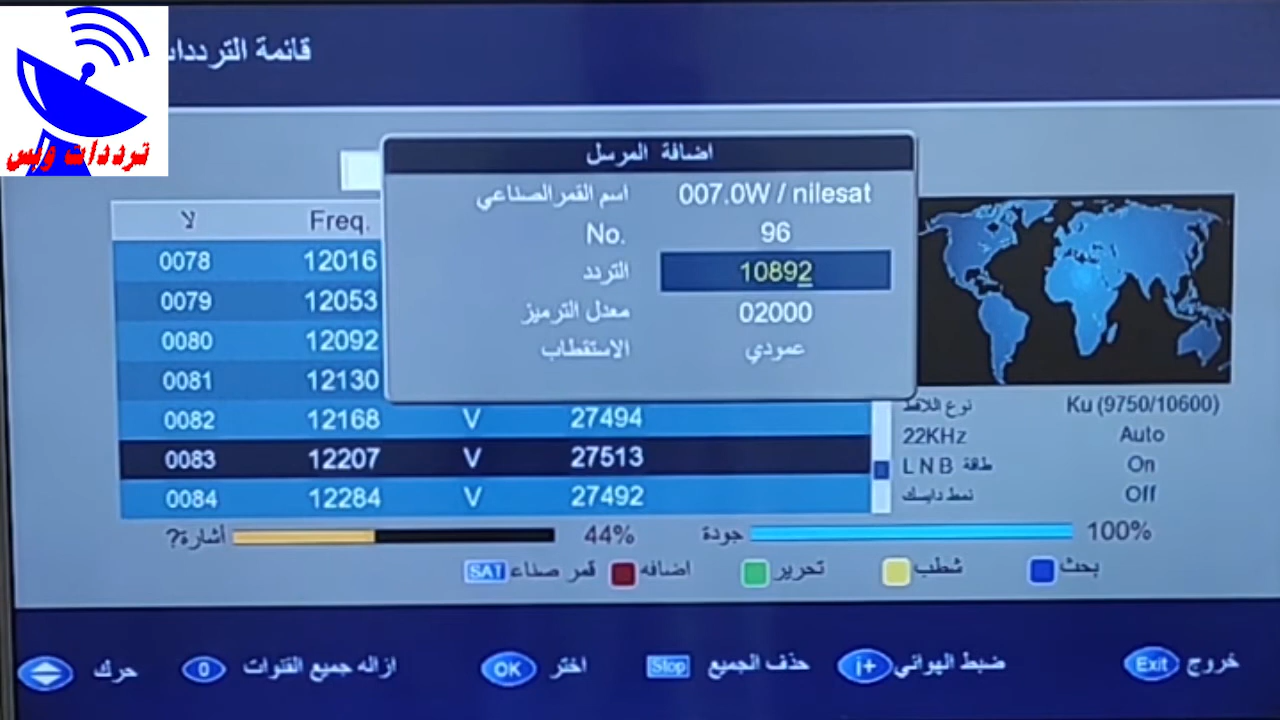 قائمة الترددات
ترددات ويس
اضافة المرسل
اسم القمر الصناعي 007.0W / nilesat
No. 96
التردد 10892
معدل الترميز 02000
الاستقطاب عمودي
لا Freq.
0078 12016
0079 12053
0080 12092
0081 12130
0082 12168 V 27494
0083 12207 V 27513
0084 12284 V 27492
نوع اللاقط Ku (9750/10600)
22KHz Auto
طاقة LNB On
نمط دايسك Off
أشارة? 44% جودة 100%
SAT قمر صناع اضافه تحرير شطب بحث
حرك 0 ازاله جميع القنوات OK اختر Stop حذف الجميع i+ ضبط الهوائي Exit خروج